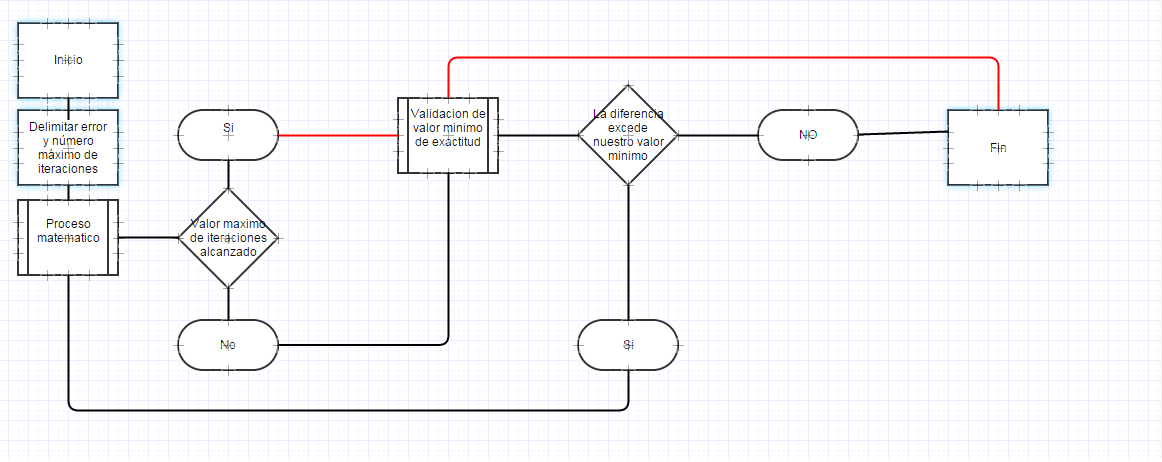 Inicio
Delimitar error
y número
máximo de
iteraciones
Proceso
matematico
Si
Valor maximo
de iteraciones
alcanzado
No
Validacion de
valor minimo
de exactitud
La diferencia
excede
nuestro valor
minimo
Si
NO
Fin